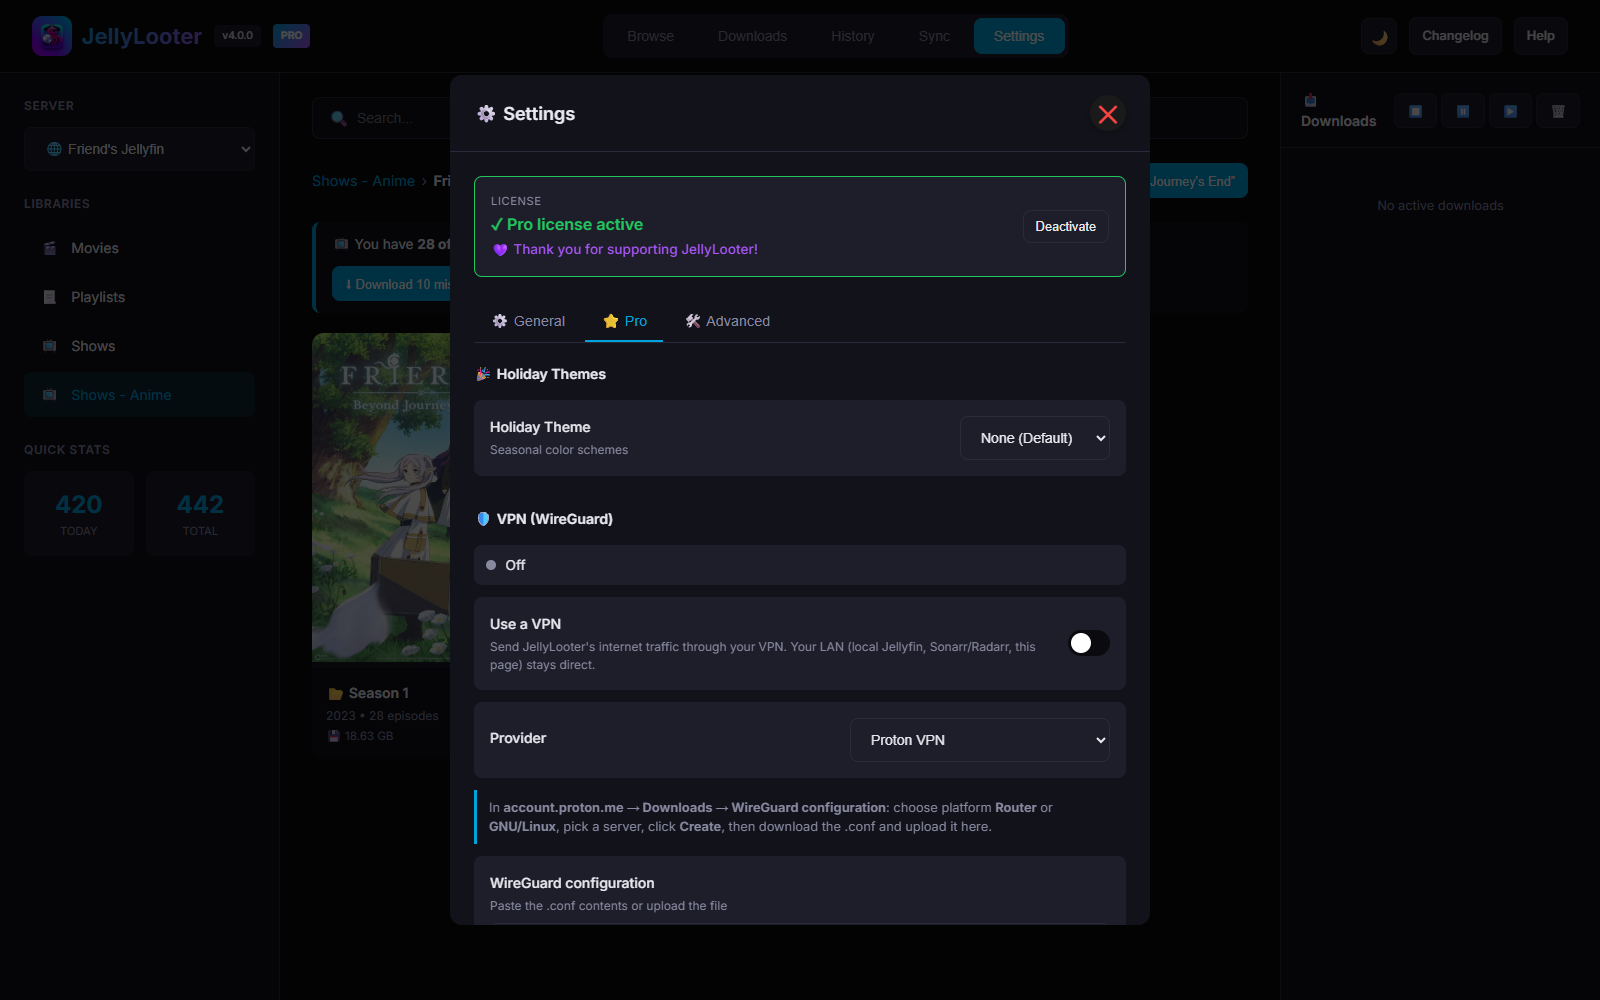 JellyLooter v4.0.0 PRO
Browse Downloads History Sync Settings
Changelog Help
SERVER
Friend's Jellyfin
LIBRARIES
Movies
Playlists
Shows
Shows - Anime
QUICK STATS
420 442
TODAY TOTAL
Search...
Shows - Anime › Fri
Journey's End"
You have 28 of
Download 10 mis
FRIER
Beyond Journey
Season 1
2023 • 28 episodes
18.63 GB
Settings
LICENSE
✓ Pro license active
Thank you for supporting JellyLooter!
Deactivate
General Pro Advanced
Holiday Themes
Holiday Theme
Seasonal color schemes
None (Default)
VPN (WireGuard)
Off
Use a VPN
Send JellyLooter's internet traffic through your VPN. Your LAN (local Jellyfin, Sonarr/Radarr, this
page) stays direct.
Provider
Proton VPN
In account.proton.me → Downloads → WireGuard configuration: choose platform Router or
GNU/Linux, pick a server, click Create, then download the .conf and upload it here.
WireGuard configuration
Paste the .conf contents or upload the file
Downloads
No active downloads